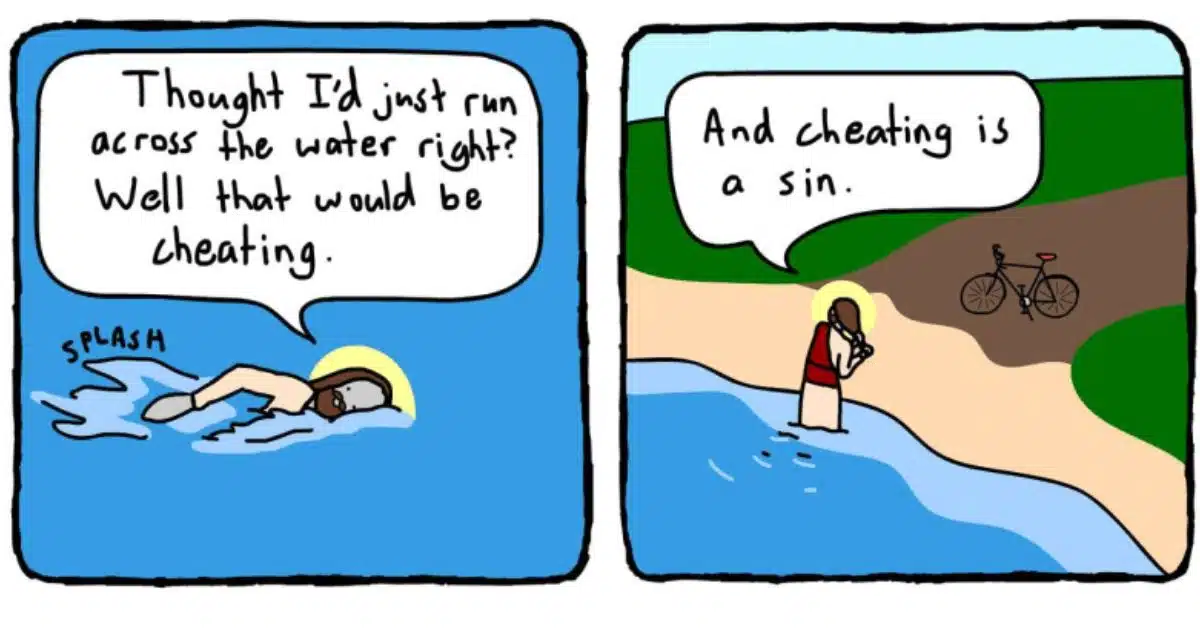 Thought I'd just run
across the water right?
Well that would be
cheating.
SPLASH
And cheating is
a sin.